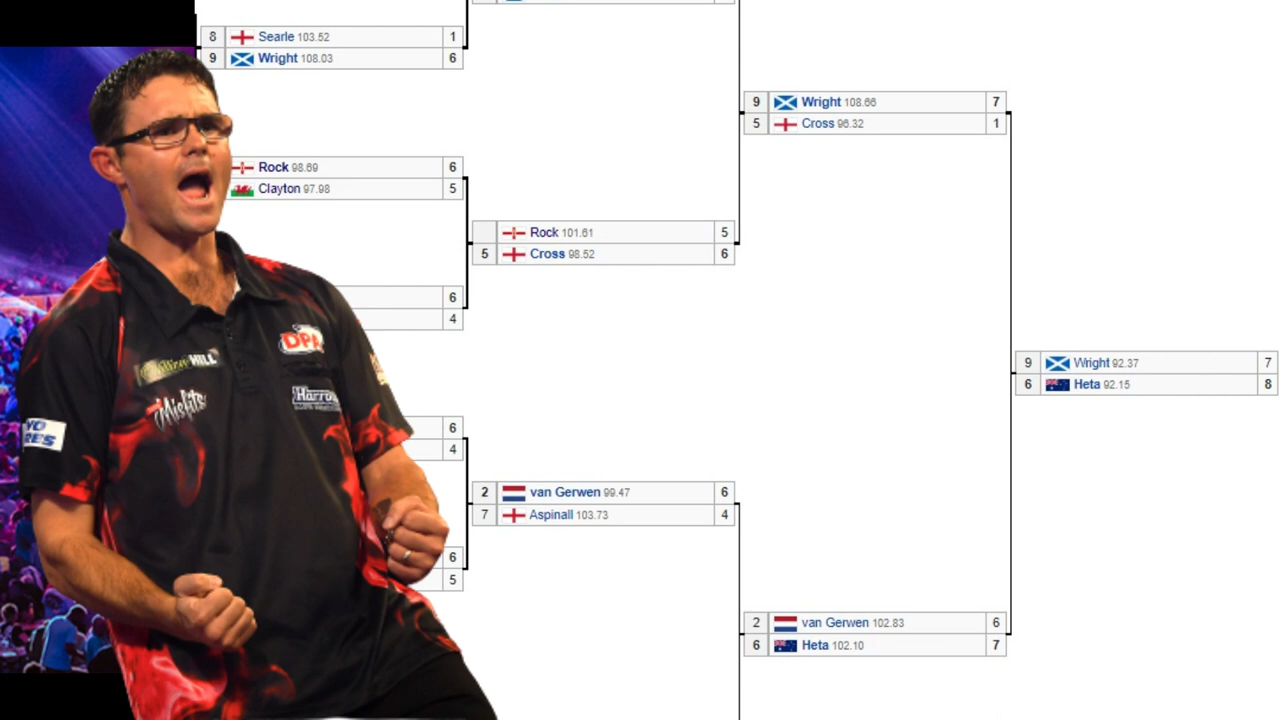 8 Searle 103.52 1
9 Wright 108.03 6
Rock 98.69 6
Clayton 97.98 5
6
4
6
4
6
5
Rock 101.61 5
5 Cross 98.52 6
2 van Gerwen 99.47 6
7 Aspinall 103.73 4
9 Wright 108.66 7
5 Cross 96.32 1
2 van Gerwen 102.83 6
6 Heta 102.10 7
9 Wright 92.37 7
6 Heta 92.15 8
HILL
DPA
Misfits
Harrows